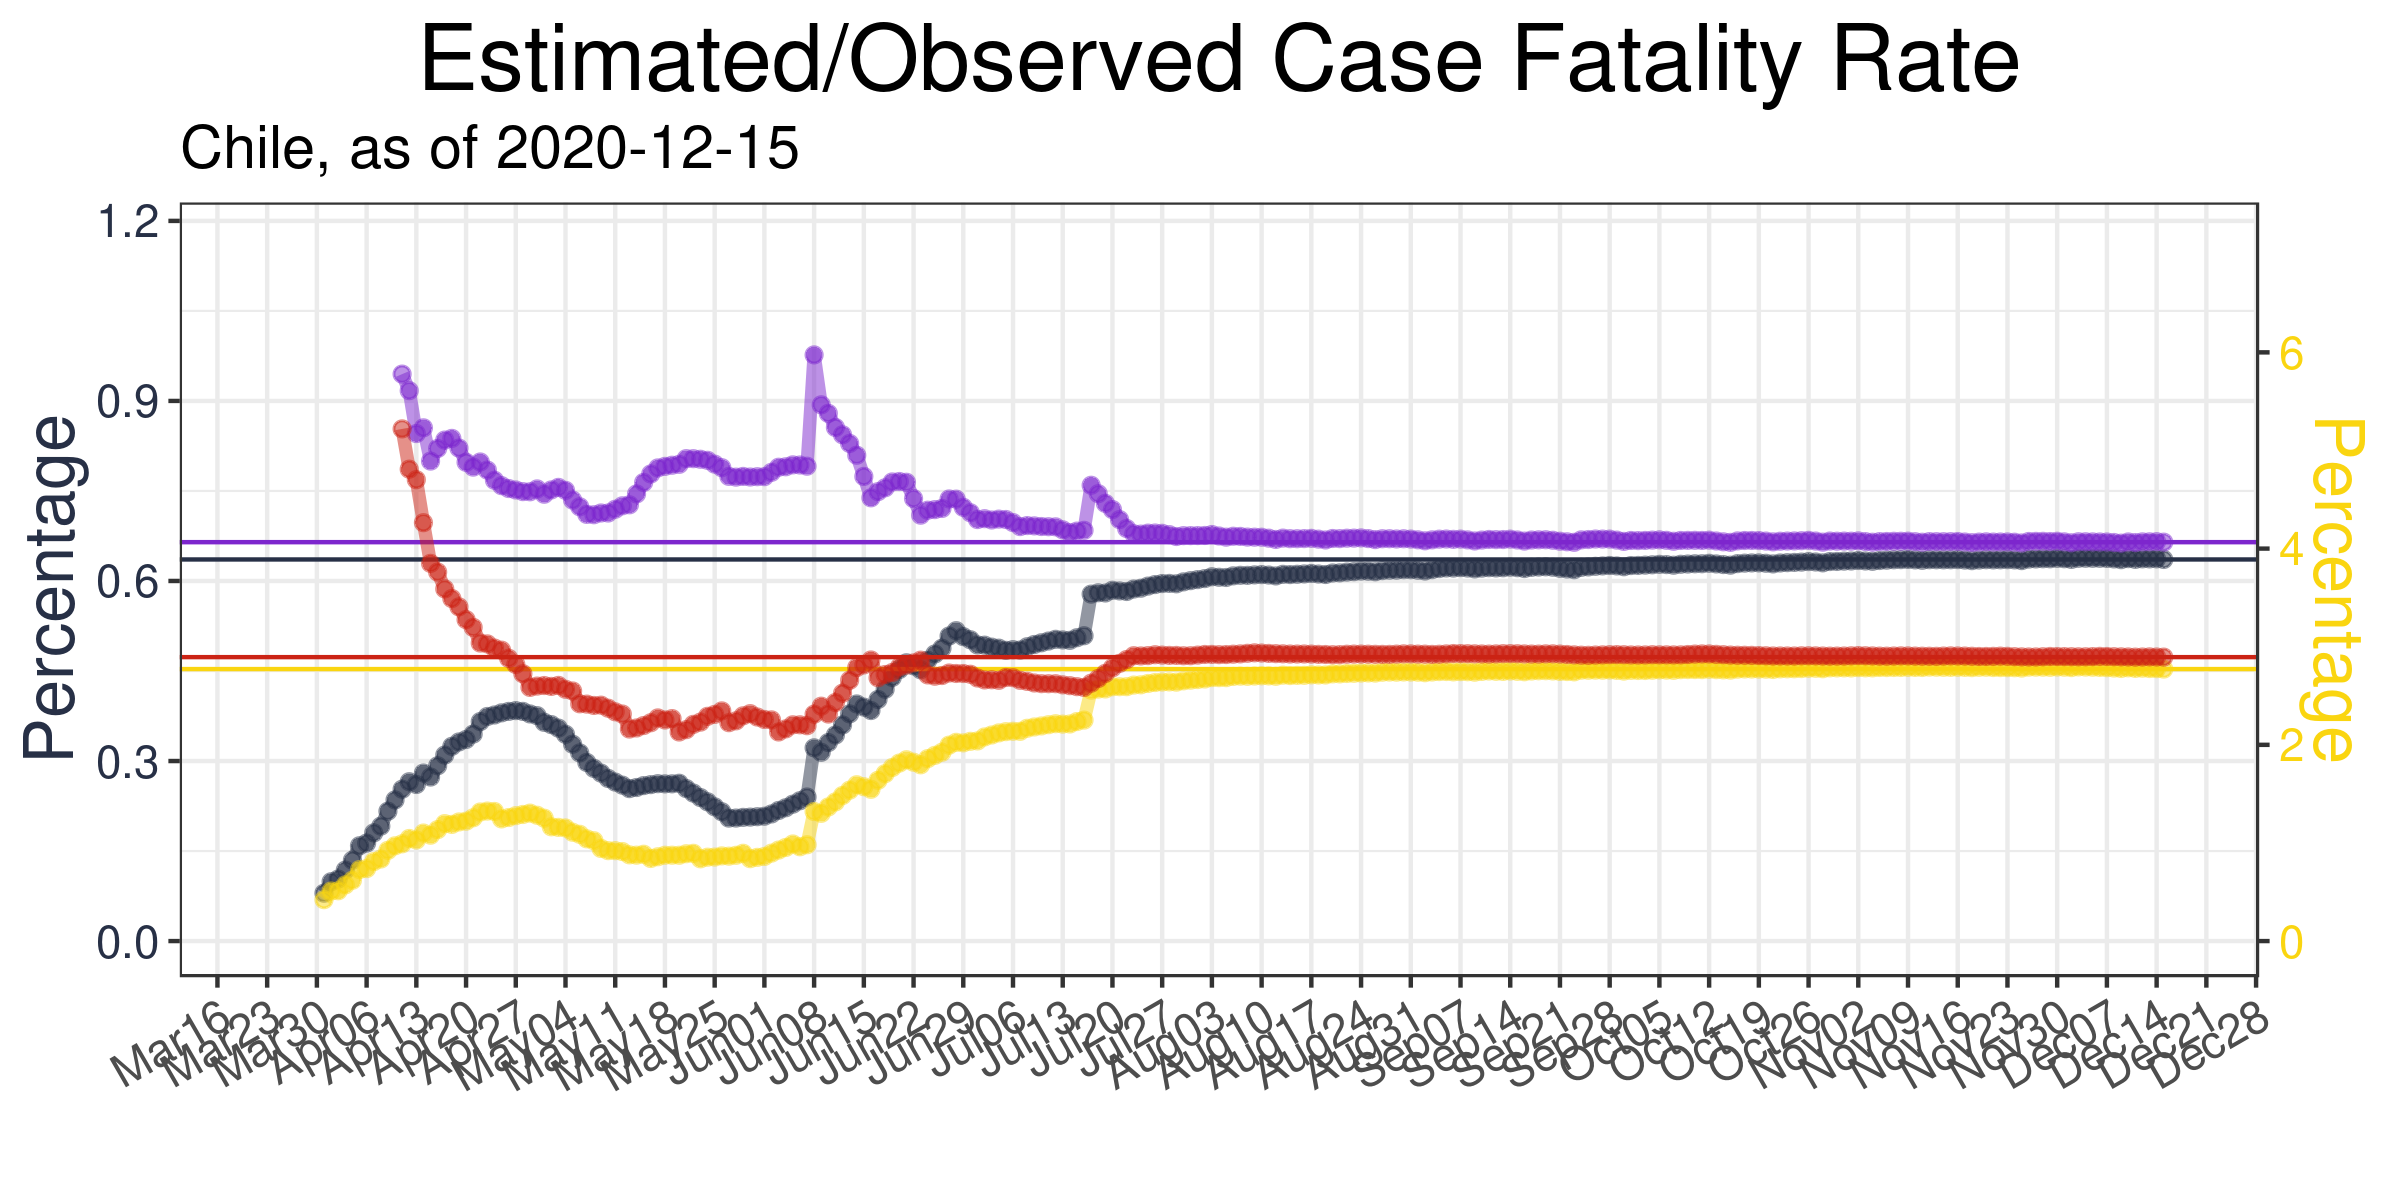 Estimated/Observed Case Fatality Rate
Chile, as of 2020-12-15
Percentage
1.2
0.9
0.6
0.3
0.0
6
4
2
0
Percentage
Mar16
Mar23
Mar30
Apr06
Apr13
Apr20
Apr27
May04
May11
May18
May25
Jun01
Jun08
Jun15
Jun22
Jun29
Jul06
Jul13
Jul20
Jul27
Aug03
Aug10
Aug17
Aug24
Aug31
Sep07
Sep14
Sep21
Sep28
Oct05
Oct12
Oct19
Oct26
Nov02
Nov09
Nov16
Nov23
Nov30
Dec07
Dec14
Dec21
Dec28